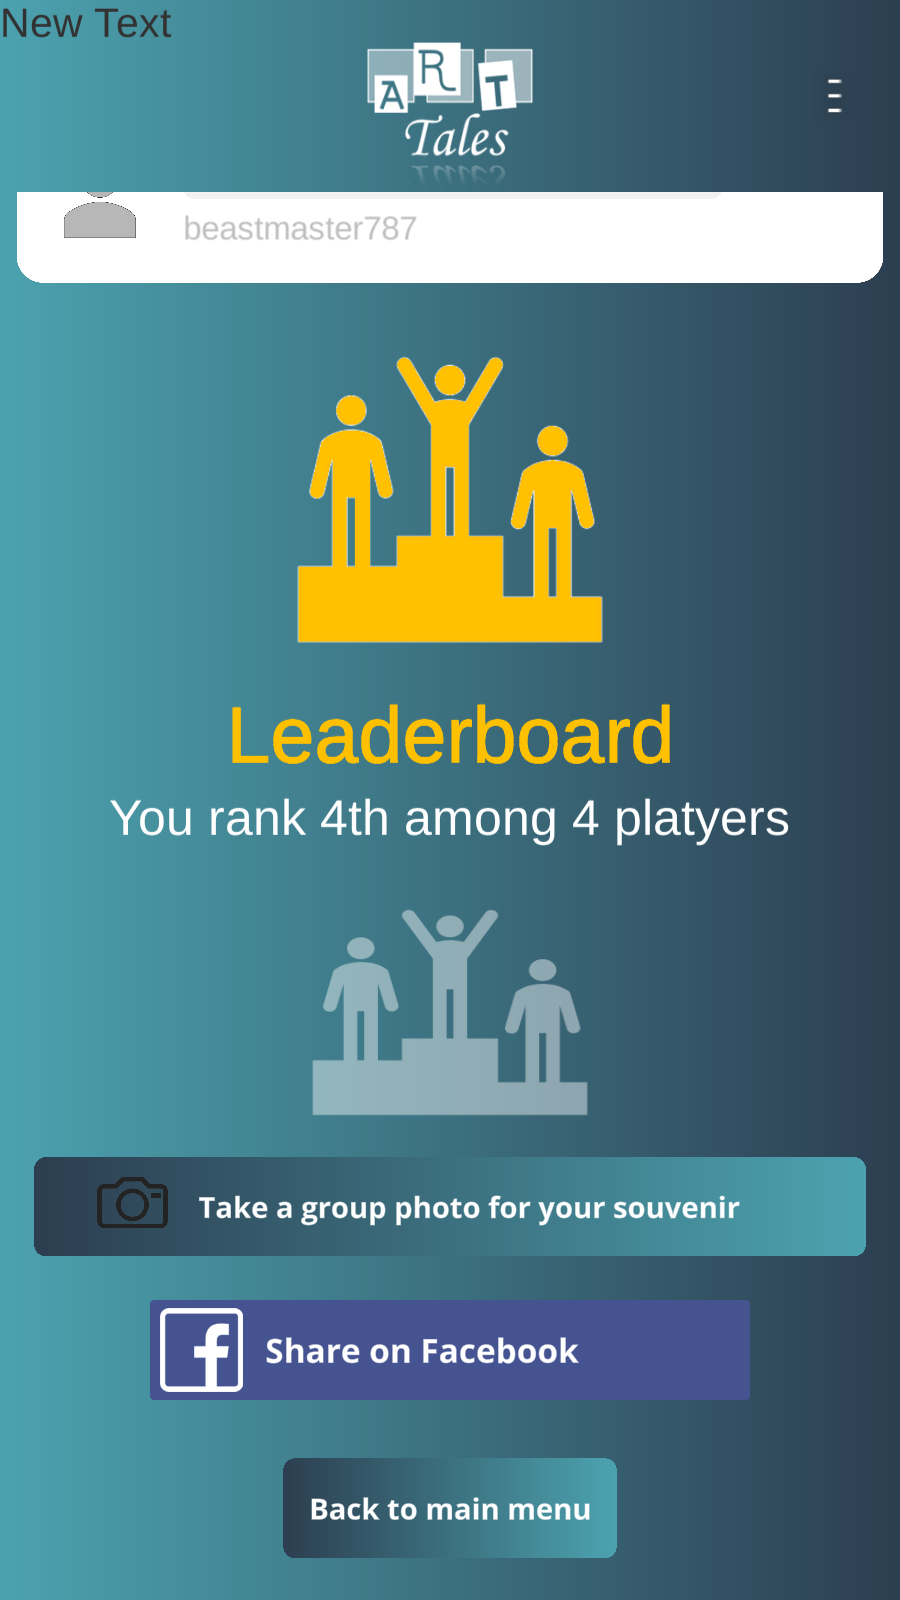 New Text
ART
Tales
beastmaster787
Leaderboard
You rank 4th among 4 platyers
Take a group photo for your souvenir
Share on Facebook
Back to main menu